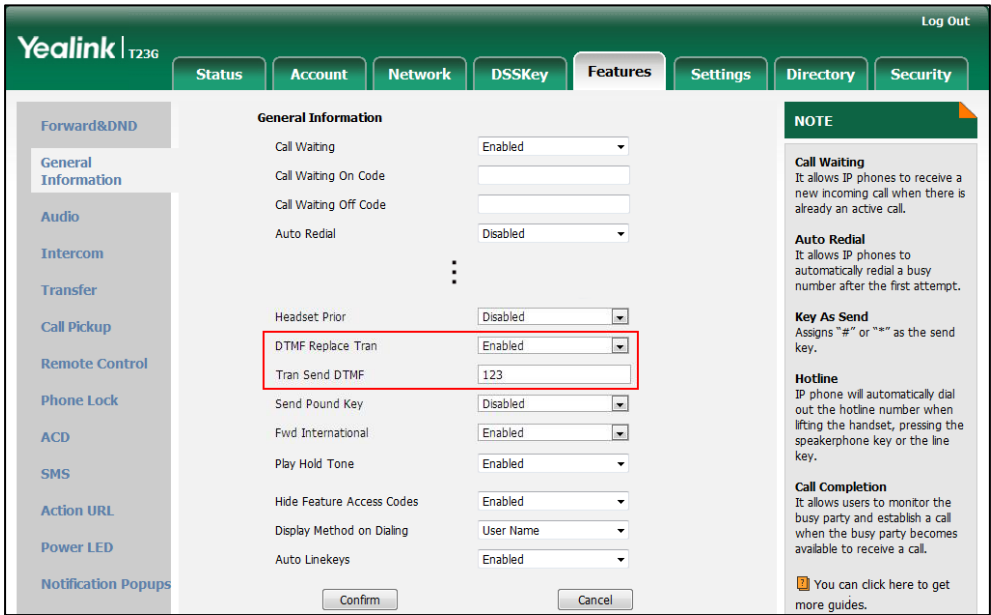 Log Out
Yealink T23G
Status Account Network DSSKey Features Settings Directory Security
Forward&DND
General
Information
Audio
Intercom
Transfer
Call Pickup
Remote Control
Phone Lock
ACD
SMS
Action URL
Power LED
Notification Popups
General Information
Call Waiting Enabled
Call Waiting On Code
Call Waiting Off Code
Auto Redial Disabled
Headset Prior Disabled
DTMF Replace Tran Enabled
Tran Send DTMF 123
Send Pound Key Disabled
Fwd International Enabled
Play Hold Tone Enabled
Hide Feature Access Codes Enabled
Display Method on Dialing User Name
Auto Linekeys Enabled
Confirm Cancel
NOTE
Call Waiting
It allows IP phones to receive a
new incoming call when there is
already an active call.
Auto Redial
It allows IP phones to
automatically redial a busy
number after the first attempt.
Key As Send
Assigns "#" or "*" as the send
key.
Hotline
IP phone will automatically dial
out the hotline number when
lifting the handset, pressing the
speakerphone key or the line
key.
Call Completion
It allows users to monitor the
busy party and establish a call
when the busy party becomes
available to receive a call.
? You can click here to get
more guides.